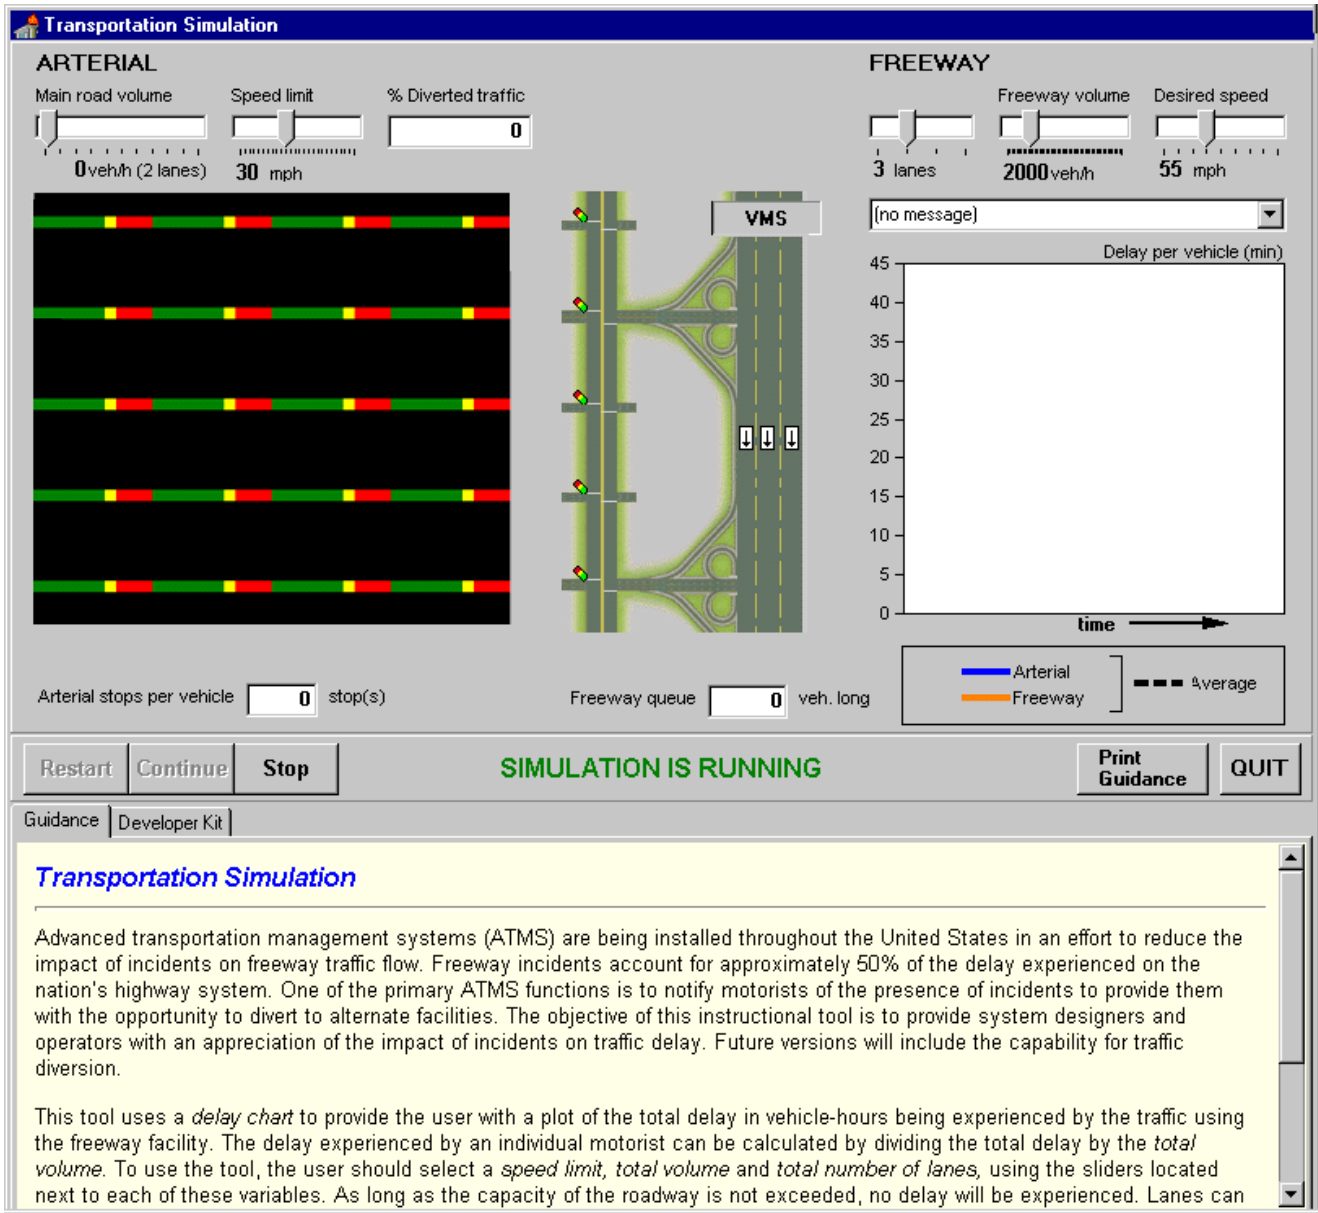 Transportation Simulation
ARTERIAL
FREEWAY
Main road volume
Speed limit
% Diverted traffic
Freeway volume
Desired speed
0
0 veh/h (2 lanes)
30 mph
3 lanes
2000 veh/h
55 mph
VMS
(no message)
Delay per vehicle (min)
45
40
35
30
25
20
15
10
5
0
time
Arterial
Freeway
Average
Arterial stops per vehicle 0 stop(s)
Freeway queue 0 veh. long
Restart Continue Stop
SIMULATION IS RUNNING
Print
Guidance
QUIT
Guidance Developer Kit
Transportation Simulation
Advanced transportation management systems (ATMS) are being installed throughout the United States in an effort to reduce the
impact of incidents on freeway traffic flow. Freeway incidents account for approximately 50% of the delay experienced on the
nation's highway system. One of the primary ATMS functions is to notify motorists of the presence of incidents to provide them
with the opportunity to divert to alternate facilities. The objective of this instructional tool is to provide system designers and
operators with an appreciation of the impact of incidents on traffic delay. Future versions will include the capability for traffic
diversion.
This tool uses a delay chart to provide the user with a plot of the total delay in vehicle-hours being experienced by the traffic using
the freeway facility. The delay experienced by an individual motorist can be calculated by dividing the total delay by the total
volume. To use the tool, the user should select a speed limit, total volume and total number of lanes, using the sliders located
next to each of these variables. As long as the capacity of the roadway is not exceeded, no delay will be experienced. Lanes can